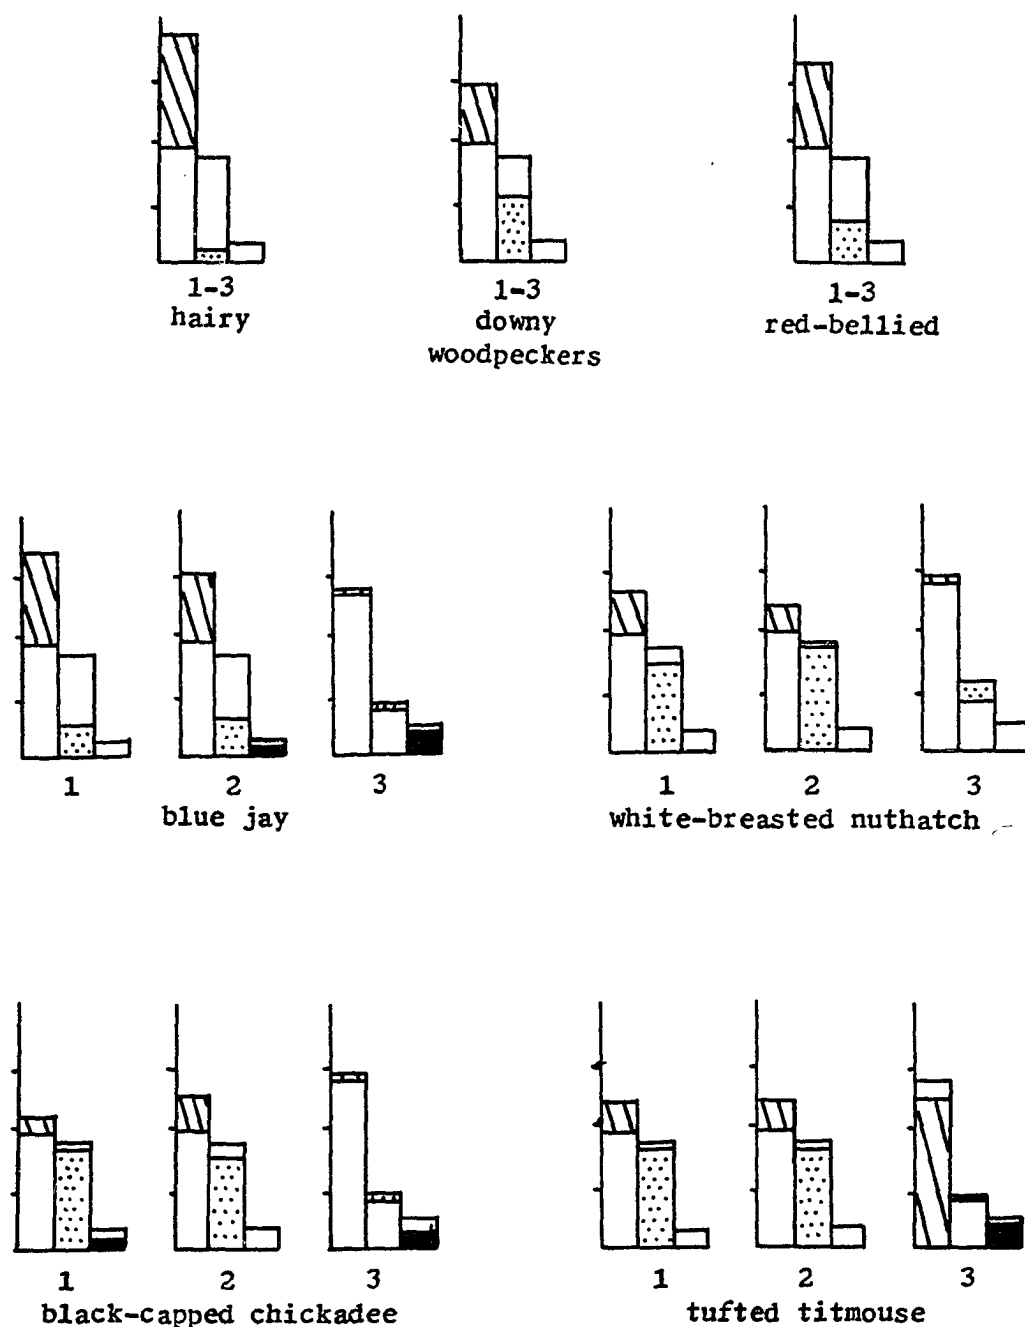 1-3
hairy
1-3
downy
woodpeckers
1-3
red-bellied
1 2 3
blue jay
1 2 3
white-breasted nuthatch
1 2 3
black-capped chickadee
1 2 3
tufted titmouse